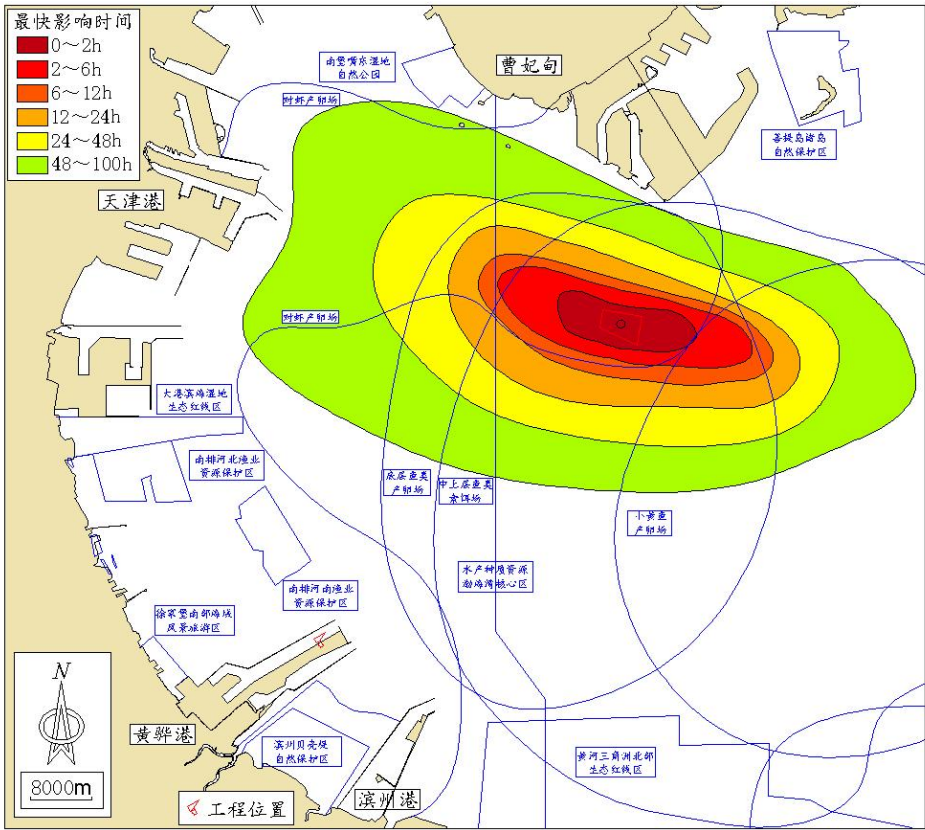 最快影响时间
0～2h
2～6h
6～12h
12～24h
24～48h
48～100h
南堡嘴东湿地
自然公园
曹妃甸
对虾产卵场
菩提岛诸岛
自然保护区
天津港
对虾产卵场
大港滨海湿地
生态红线区
南排河北渔业
资源保护区
底层鱼类
产卵场
中上层鱼类
索饵场
小黄鱼
产卵场
水产种质资源
渤海湾核心区
南排河南渔业
资源保护区
徐家堡南部海域
风景旅游区
N
8000m
黄骅港
滨州贝壳堤
自然保护区
工程位置
滨州港
黄河三角洲北部
生态红线区